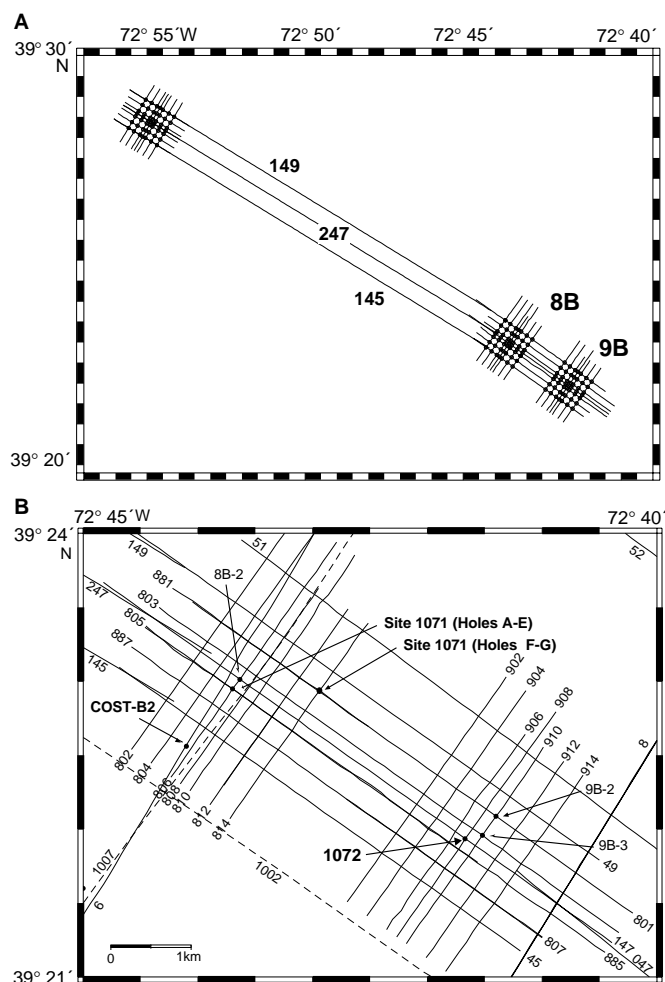 A
72° 55´W 72° 50´ 72° 45´ 72° 40´
39° 30´
N
149
247
145
8B
9B
39° 20´
B
72° 45´W 72° 40´
39° 24´
N
149
51
52
881
8B-2
803
247
805
Site 1071 (Holes A-E)
887
Site 1071 (Holes F-G)
145
902
904
COST-B2
906
908
910
912
914
8
802
804
806
808
810
812
814
9B-2
1072
9B-3
1007
1002
49
6
801
147
047
807
885
45
0 1km
39° 21´